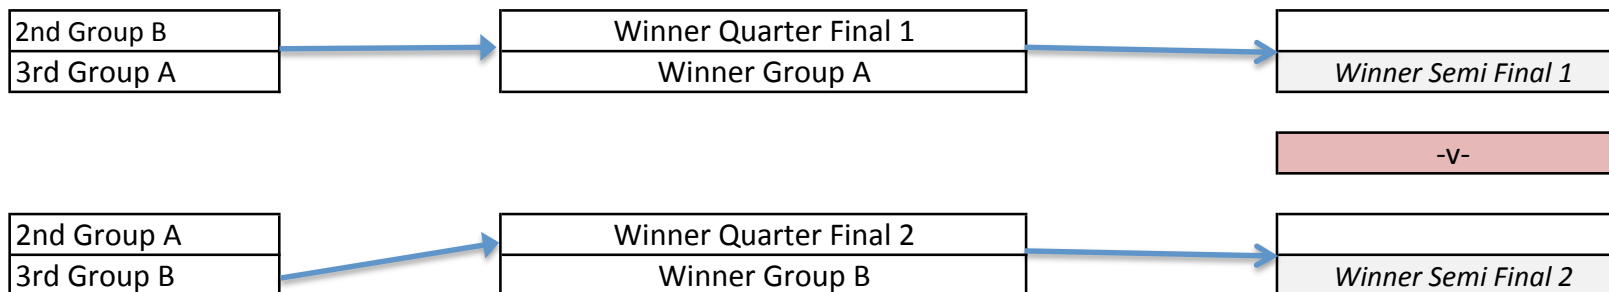 2nd Group B
Winner Quarter Final 1
3rd Group A
Winner Group A
Winner Semi Final 1
-v-
2nd Group A
Winner Quarter Final 2
3rd Group B
Winner Group B
Winner Semi Final 2